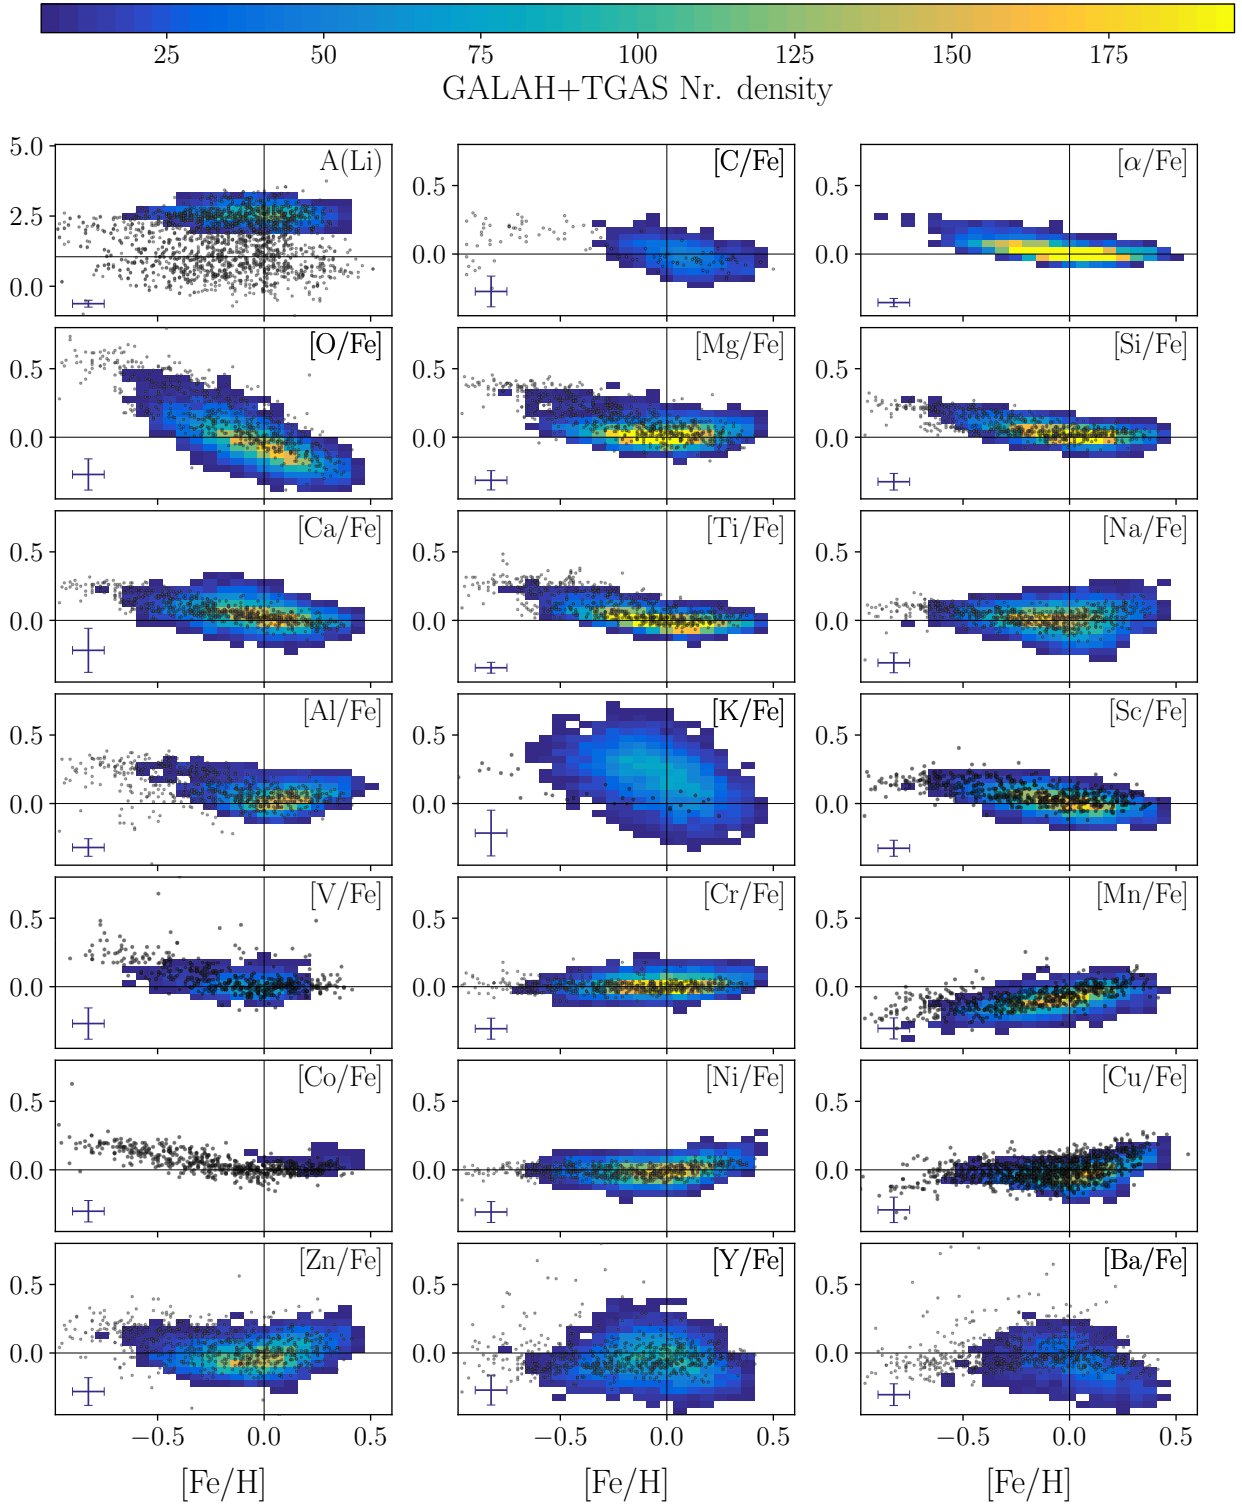 25 50 75 100 125 150 175
GALAH+TGAS Nr. density
5.0 A(Li) [C/Fe] [α/Fe]
0.5 0.5
2.5
0.0 0.0
0.0
[O/Fe] [Mg/Fe] [Si/Fe]
0.5 0.5 0.5
0.0 0.0 0.0
[Ca/Fe] [Ti/Fe] [Na/Fe]
0.5 0.5 0.5
0.0 0.0 0.0
[Al/Fe] [K/Fe] [Sc/Fe]
0.5 0.5 0.5
0.0 0.0 0.0
[V/Fe] [Cr/Fe] [Mn/Fe]
0.5 0.5 0.5
0.0 0.0 0.0
[Co/Fe] [Ni/Fe] [Cu/Fe]
0.5 0.5 0.5
0.0 0.0 0.0
[Zn/Fe] [Y/Fe] [Ba/Fe]
0.5 0.5 0.5
0.0 0.0 0.0
−0.5 0.0 0.5 −0.5 0.0 0.5 −0.5 0.0 0.5
[Fe/H] [Fe/H] [Fe/H]